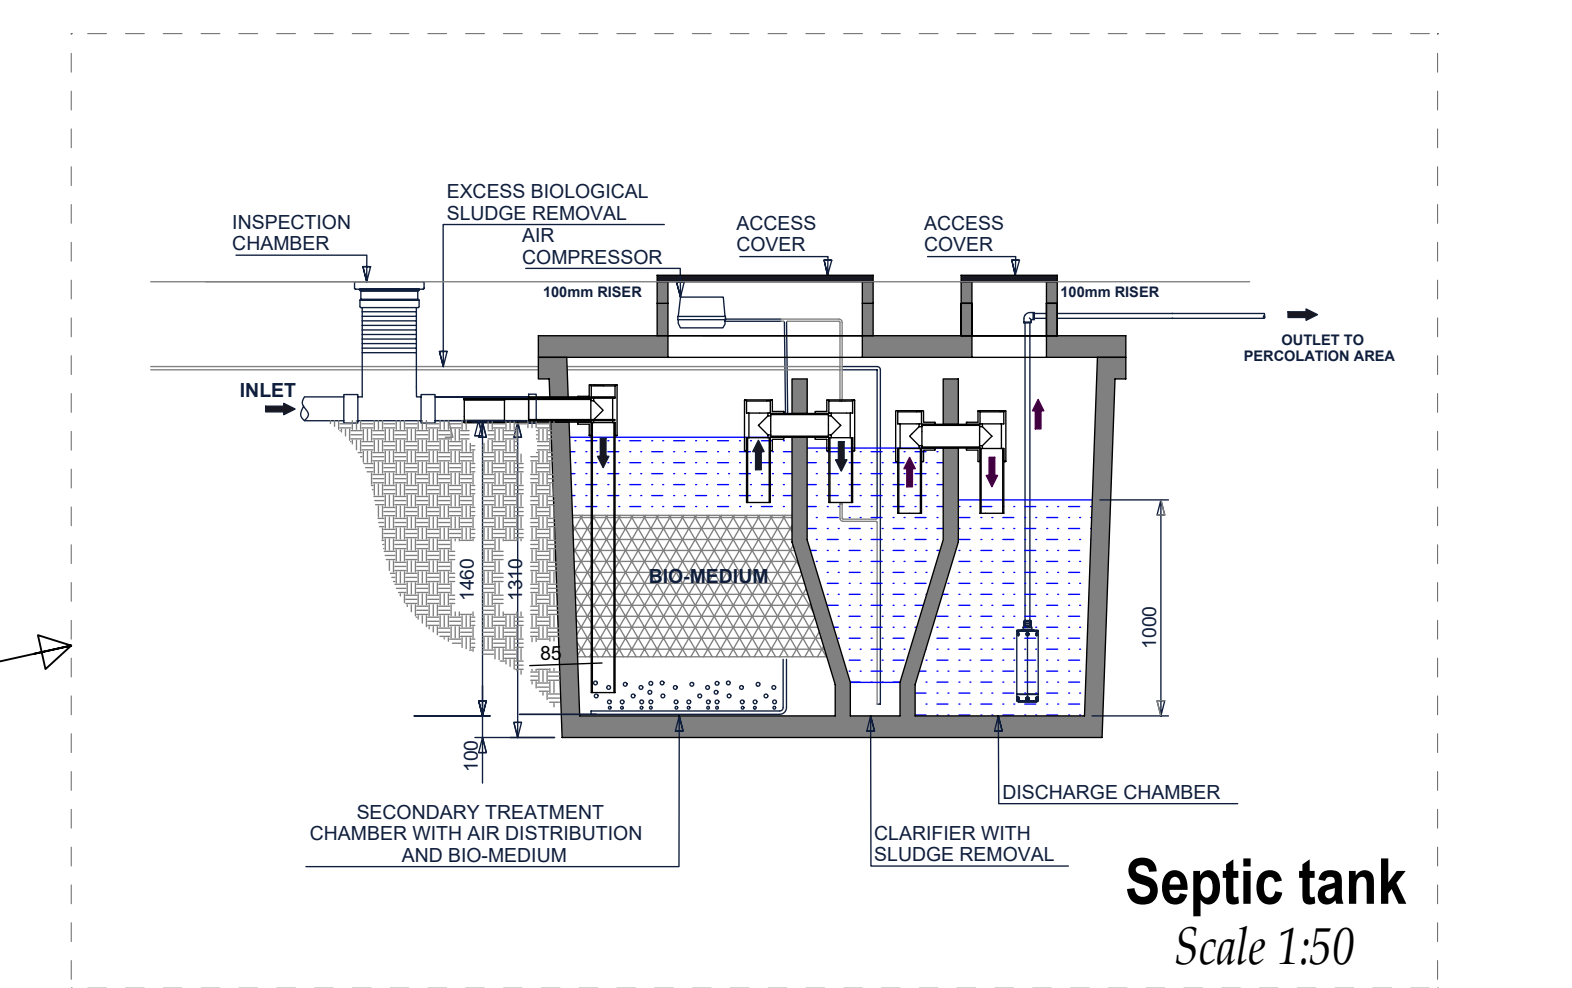 EXCESS BIOLOGICAL
SLUDGE REMOVAL
INSPECTION
CHAMBER
AIR
COMPRESSOR
ACCESS
COVER
ACCESS
COVER
100mm RISER
100mm RISER
OUTLET TO
PERCOLATION AREA
INLET
1460
1310
BIO-MEDIUM
1000
85
100
SECONDARY TREATMENT
CHAMBER WITH AIR DISTRIBUTION
AND BIO-MEDIUM
CLARIFIER WITH
SLUDGE REMOVAL
DISCHARGE CHAMBER
Septic tank
Scale 1:50